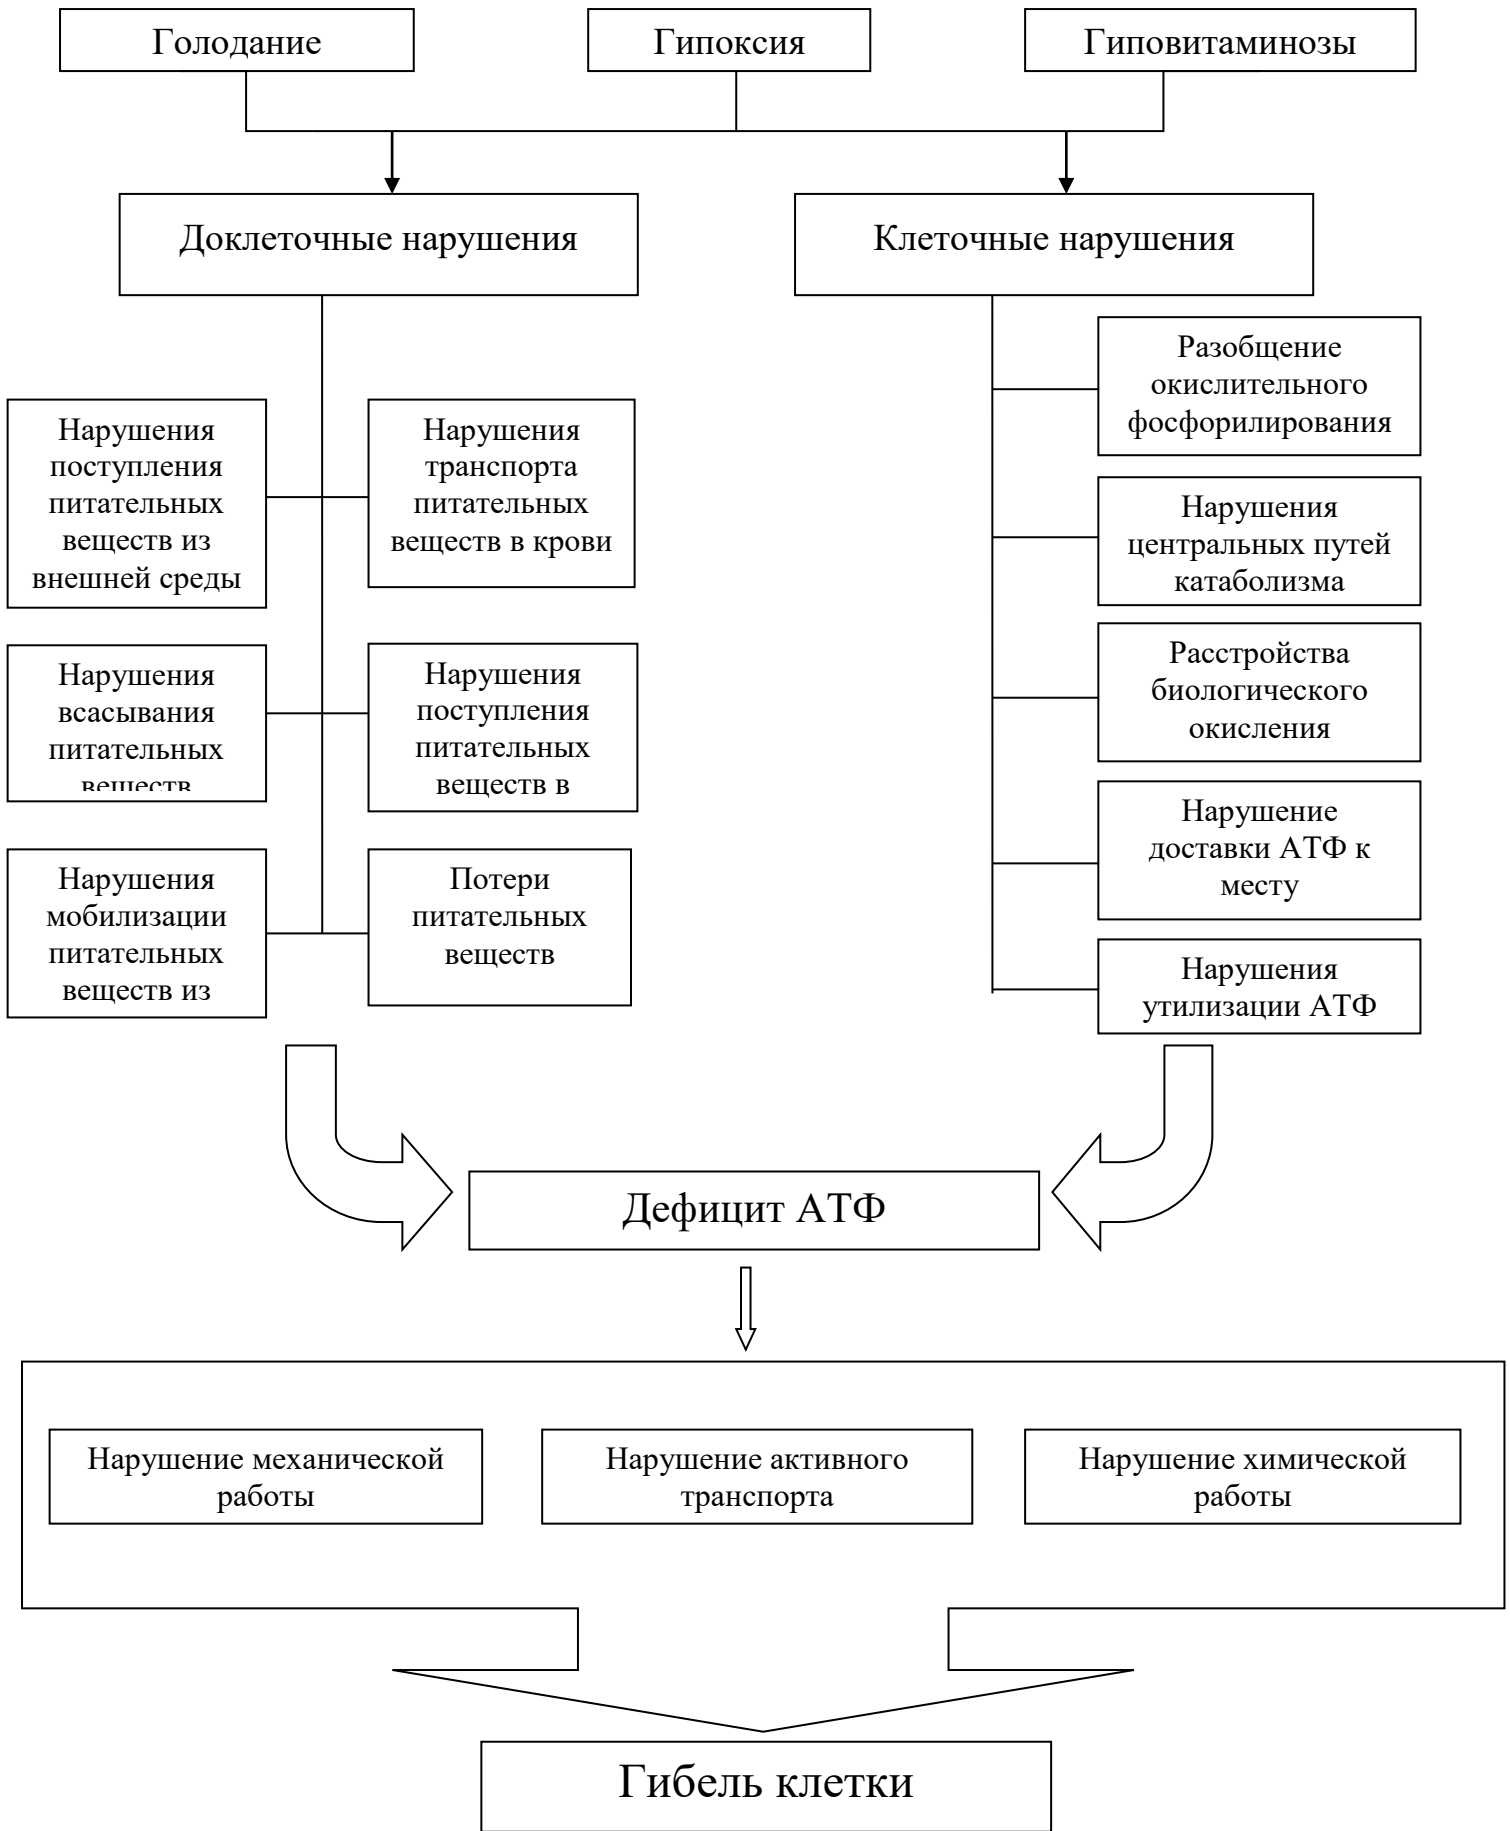 Голодание
Гипоксия
Гиповитаминозы
Доклеточные нарушения
Клеточные нарушения
Нарушения
поступления
питательных
веществ из
внешней среды
Нарушения
транспорта
питательных
веществ в крови
Нарушения
всасывания
питательных
веществ
Нарушения
поступления
питательных
веществ в
Нарушения
мобилизации
питательных
веществ из
Потери
питательных
веществ
Разобщение
окислительного
фосфорилирования
Нарушения
центральных путей
катаболизма
Расстройства
биологического
окисления
Нарушение
доставки АТФ к
месту
Нарушения
утилизации АТФ
Дефицит АТФ
Нарушение механической
работы
Нарушение активного
транспорта
Нарушение химической
работы
Гибель клетки